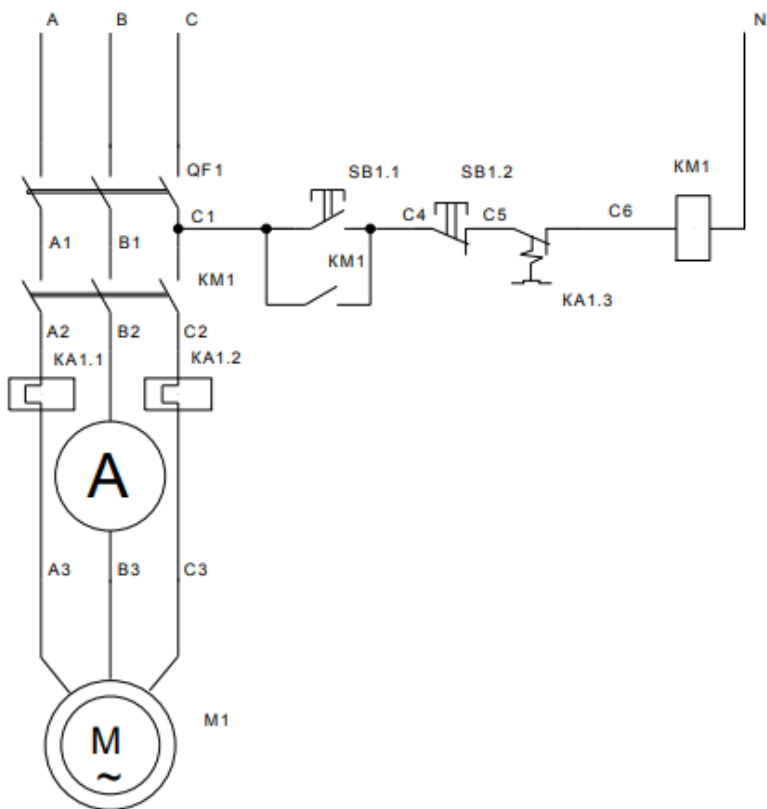 A B C N
QF1 SB1.1 SB1.2 KM1
C1 C4 C5 C6
A1 B1 KM1 KM1
KA1.3
A2 B2 C2
KA1.1 KA1.2
A
A3 B3 C3
M1
M
~